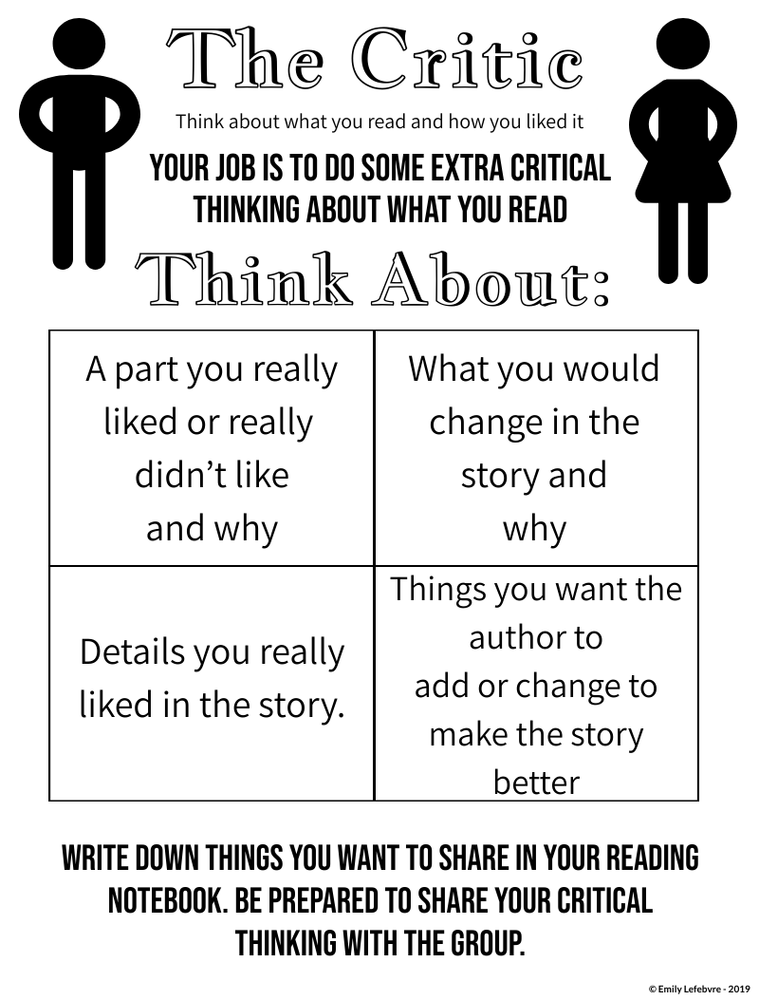 The Critic
Think about what you read and how you liked it
YOUR JOB IS TO DO SOME EXTRA CRITICAL
THINKING ABOUT WHAT YOU READ
Think About:
A part you really
liked or really
didn’t like
and why
What you would
change in the
story and
why
Details you really
liked in the story.
Things you want the
author to
add or change to
make the story
better
WRITE DOWN THINGS YOU WANT TO SHARE IN YOUR READING
NOTEBOOK. BE PREPARED TO SHARE YOUR CRITICAL
THINKING WITH THE GROUP.
© Emily Lefebvre - 2019